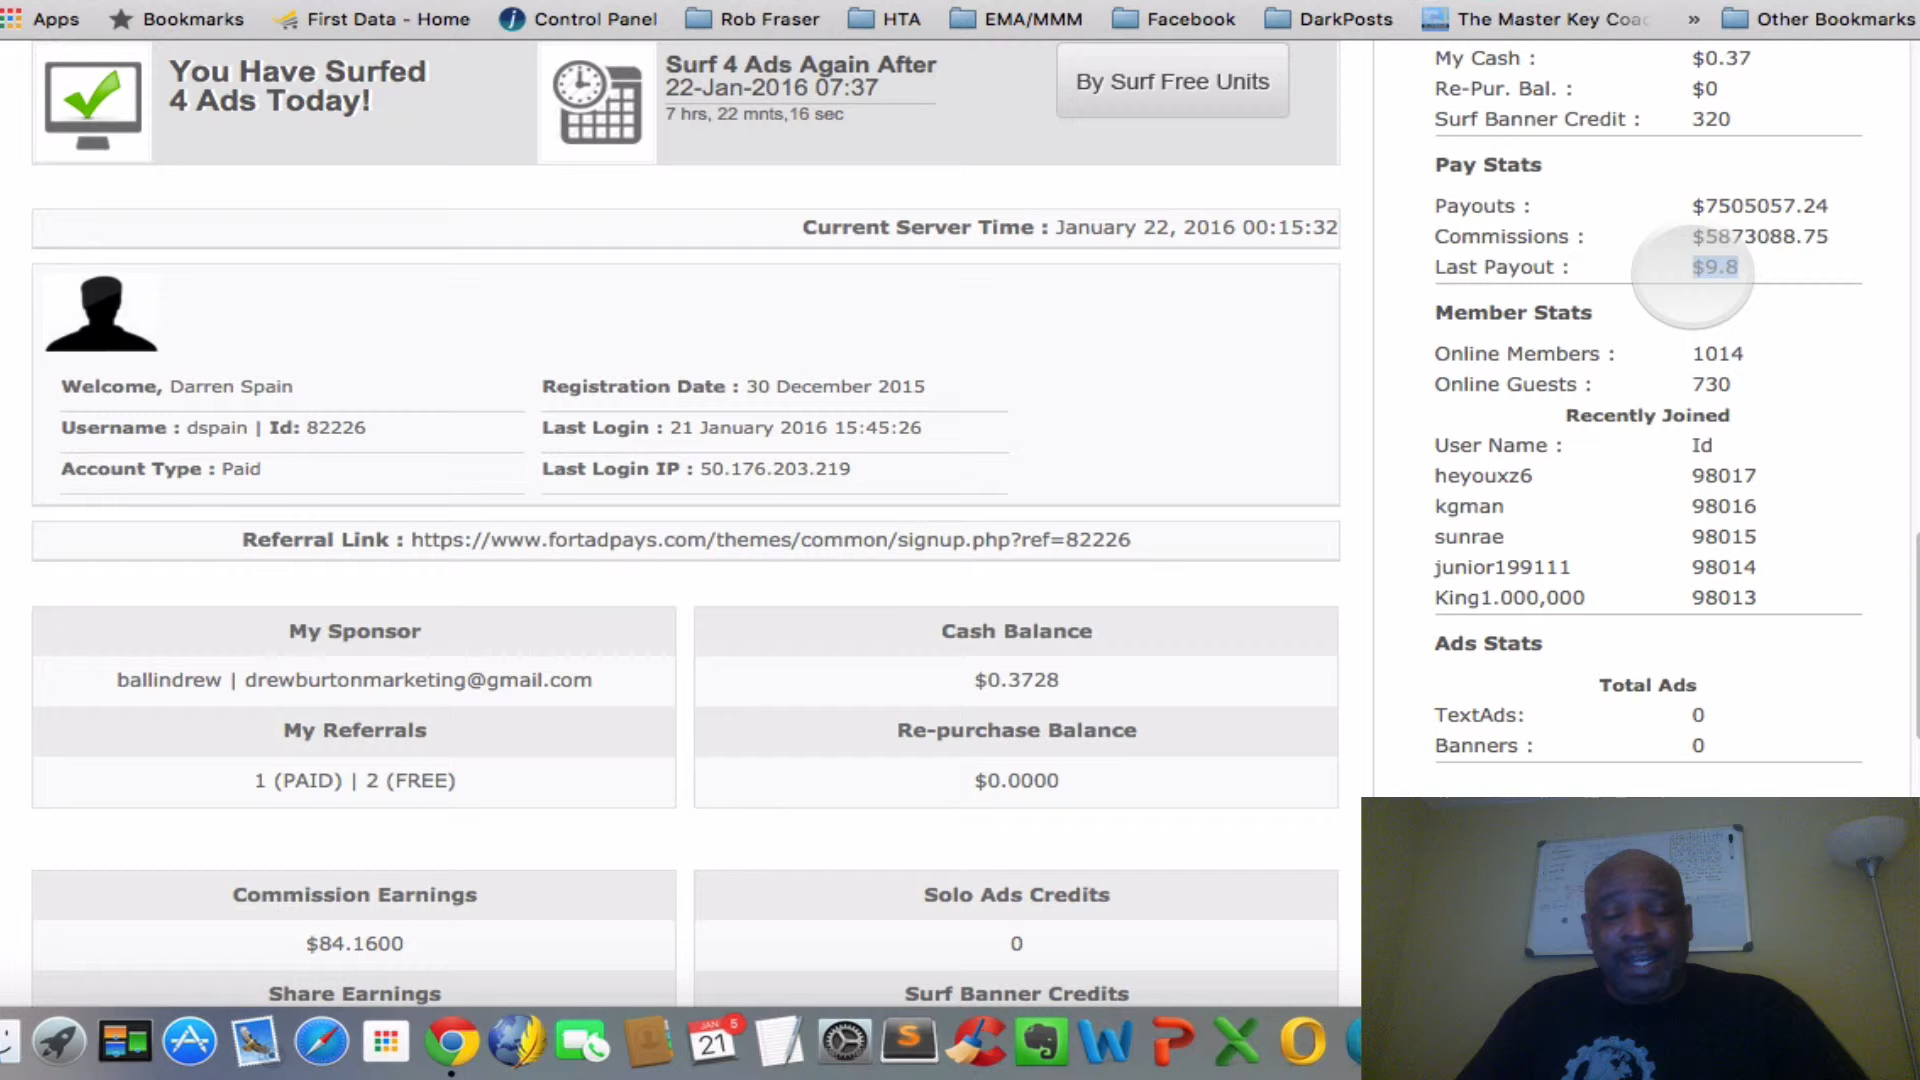 Apps Bookmarks First Data - Home Control Panel Rob Fraser HTA EMA/MMM Facebook DarkPosts The Master Key Coac » Other Bookmarks
You Have Surfed
4 Ads Today!
Surf 4 Ads Again After
22-Jan-2016 07:37
7 hrs, 22 mnts,16 sec
By Surf Free Units
Current Server Time : January 22, 2016 00:15:32
Welcome, Darren Spain
Registration Date : 30 December 2015
Username : dspain | Id: 82226
Last Login : 21 January 2016 15:45:26
Account Type : Paid
Last Login IP : 50.176.203.219
Referral Link : https://www.fortadpays.com/themes/common/signup.php?ref=82226
My Sponsor
ballindrew | drewburtonmarketing@gmail.com
My Referrals
1 (PAID) | 2 (FREE)
Cash Balance
$0.3728
Re-purchase Balance
$0.0000
Commission Earnings
$84.1600
Share Earnings
Solo Ads Credits
0
Surf Banner Credits
My Cash : $0.37
Re-Pur. Bal. : $0
Surf Banner Credit : 320
Pay Stats
Payouts : $7505057.24
Commissions : $5873088.75
Last Payout : $9.8
Member Stats
Online Members : 1014
Online Guests : 730
Recently Joined
User Name : Id
heyouxz6 98017
kgman 98016
sunrae 98015
junior199111 98014
King1.000,000 98013
Ads Stats
Total Ads
TextAds: 0
Banners : 0
JAN 5
21
S
W P X O